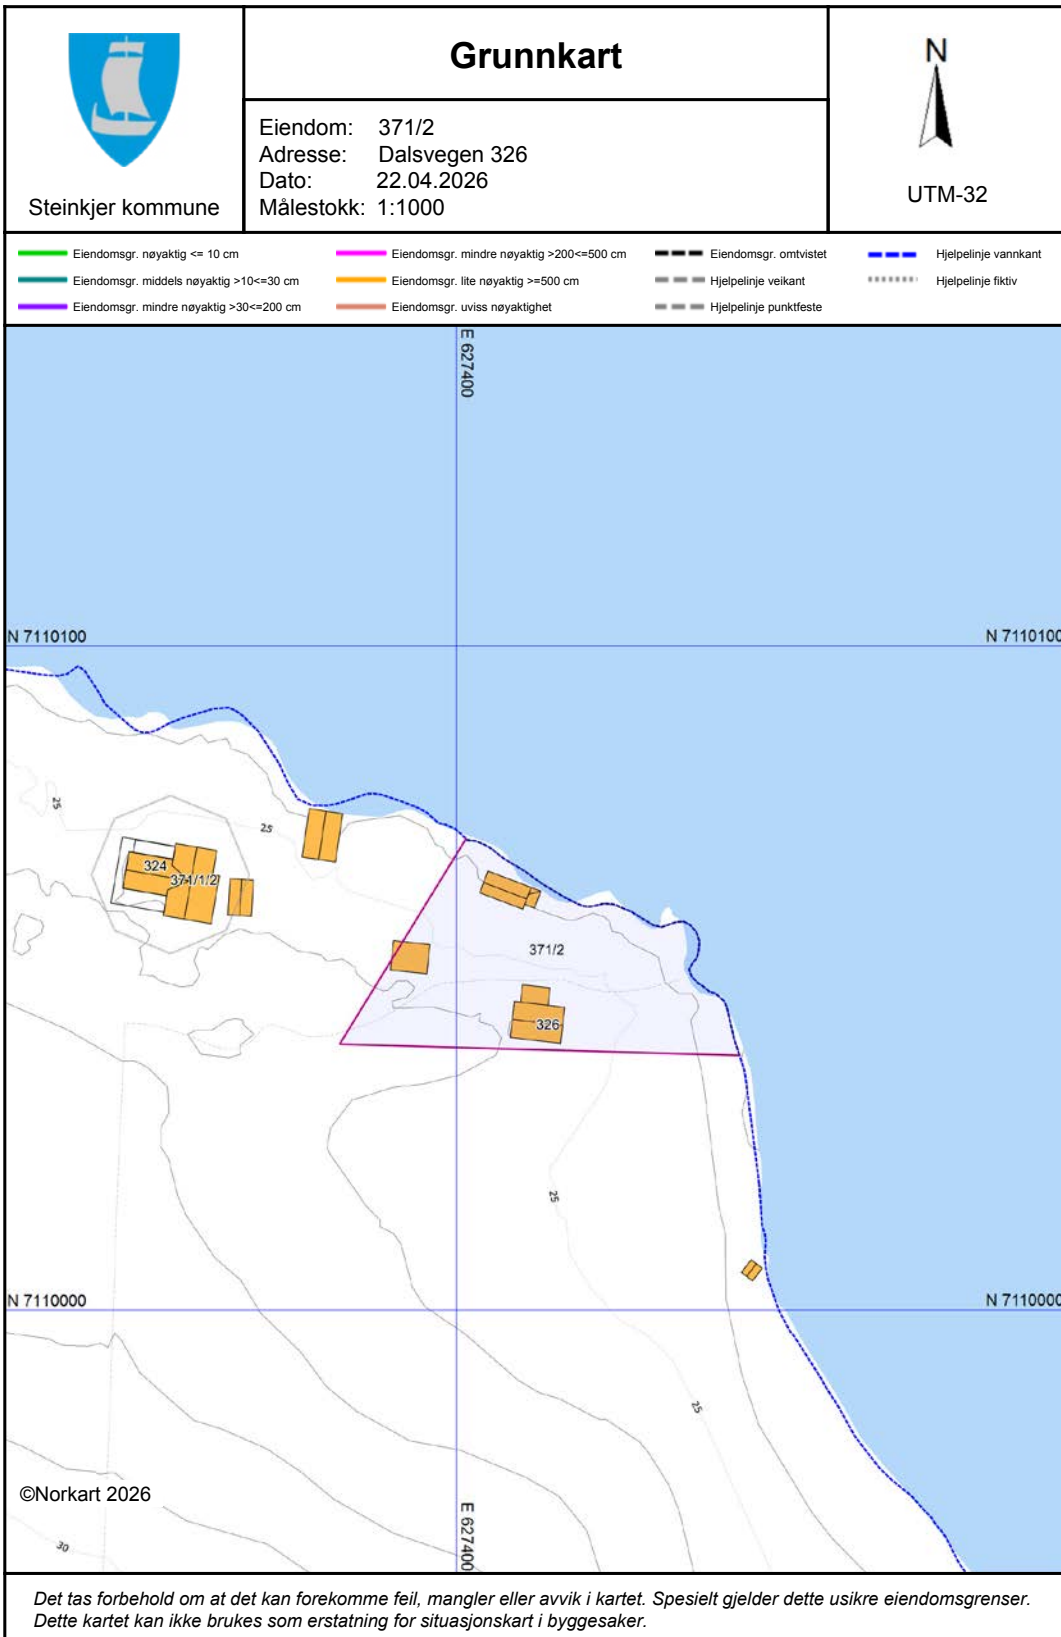 Grunnkart
Eiendom: 371/2
Adresse: Dalsvegen 326
Dato: 22.04.2026
Målestokk: 1:1000
Steinkjer kommune
N
UTM-32
Eiendomsgr. nøyaktig <= 10 cm
Eiendomsgr. middels nøyaktig >10<=30 cm
Eiendomsgr. mindre nøyaktig >30<=200 cm
Eiendomsgr. mindre nøyaktig >200<=500 cm
Eiendomsgr. lite nøyaktig >=500 cm
Eiendomsgr. uviss nøyaktighet
Eiendomsgr. omtvistet
Hjelpelinje veikant
Hjelpelinje punktfeste
Hjelpelinje vannkant
Hjelpelinje fiktiv
E 627400
N 7110100
N 7110100
25
25
324
371/1/2
371/2
326
25
N 7110000
N 7110000
25
©Norkart 2026
E 627400
30
Det tas forbehold om at det kan forekomme feil, mangler eller avvik i kartet. Spesielt gjelder dette usikre eiendomsgrenser.
Dette kartet kan ikke brukes som erstatning for situasjonskart i byggesaker.